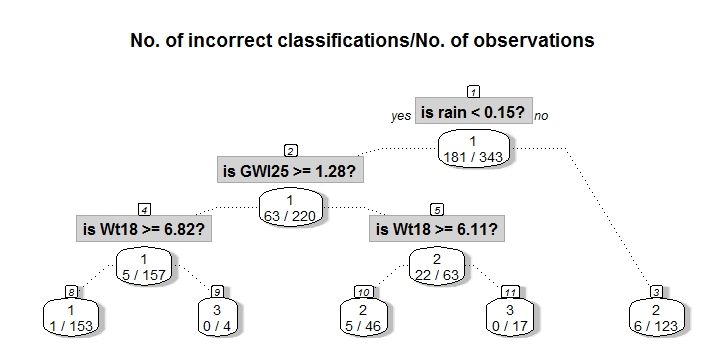 No. of incorrect classifications/No. of observations
1
yes is rain < 0.15? no
1
181 / 343
2
is GWI25 >= 1.28?
1
63 / 220
4
is Wt18 >= 6.82?
1
5 / 157
5
is Wt18 >= 6.11?
2
22 / 63
8
1
1 / 153
9
3
0 / 4
10
2
5 / 46
11
3
0 / 17
3
2
6 / 123